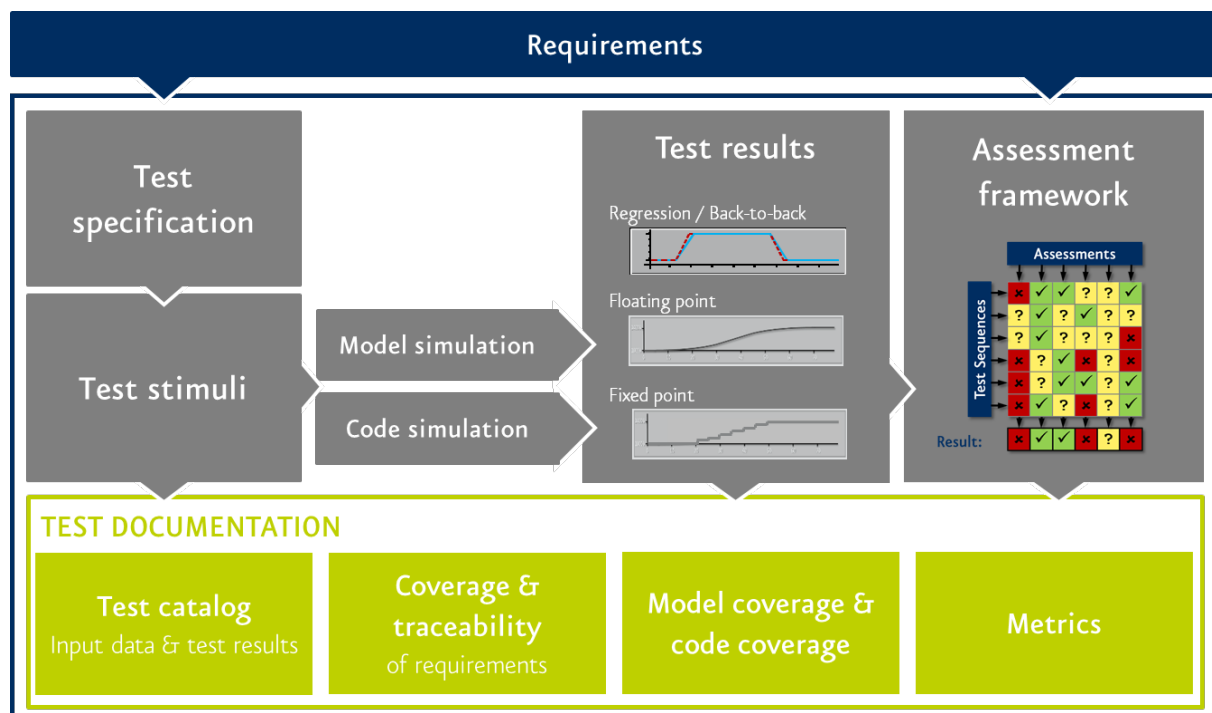 Requirements
Test
specification
Test stimuli
Model simulation
Code simulation
Test results
Regression / Back-to-back
Floating point
Fixed point
Assessment
framework
Assessments
Test Sequences
× ✓ ✓ ? ? ✓
? ✓ ? ✓ ? ?
? ✓ ? ? ? ×
× ? ✓ × ? ×
× ? ✓ ✓ ? ✓
× ✓ ? × ? ✓
Result: × ✓ ✓ × ? ×
TEST DOCUMENTATION
Test catalog
Input data & test results
Coverage &
traceability
of requirements
Model coverage &
code coverage
Metrics